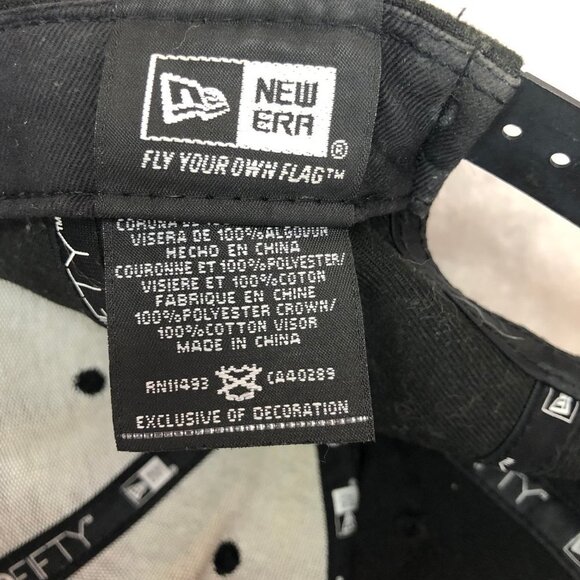 NEW
ERA
®
FLY YOUR OWN FLAG™
VISERA DE 100%ALGODON
HECHO EN CHINA
COURONNE ET 100%POLYESTER/
VISIERE ET 100%COTON
FABRIQUE EN CHINE
100%POLYESTER CROWN/
100%COTTON VISOR
MADE IN CHINA
RN11493 CA40289
EXCLUSIVE OF DECORATION